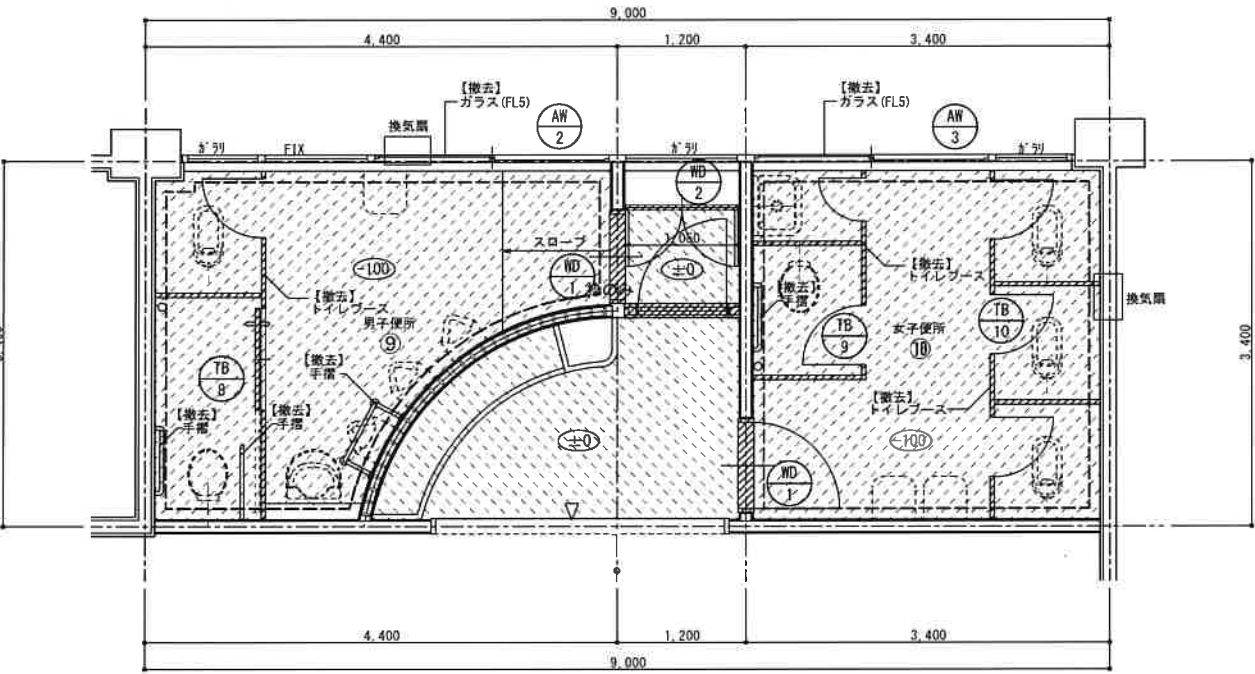 9,000
4,400
1,200
3,400
【撤去】
ガラス(FL5)
AW
2
【撤去】
ガラス(FL5)
AW
3
換気扇
ガラリ
FIX
ガラリ
ガラリ
WD
2
スロープ
1,050
-100
WD
1
±0
【撤去】
トイレブース
【撤去】
トイレブース
【撤去】
手摺
換気扇
男子便所
9
TB
9
女子便所
10
TB
10
3,400
【撤去】
手摺
TB
8
【撤去】
手摺
【撤去】
手摺
【撤去】
トイレブース
±0
-100
WD
1
4,400
1,200
3,400
9,000